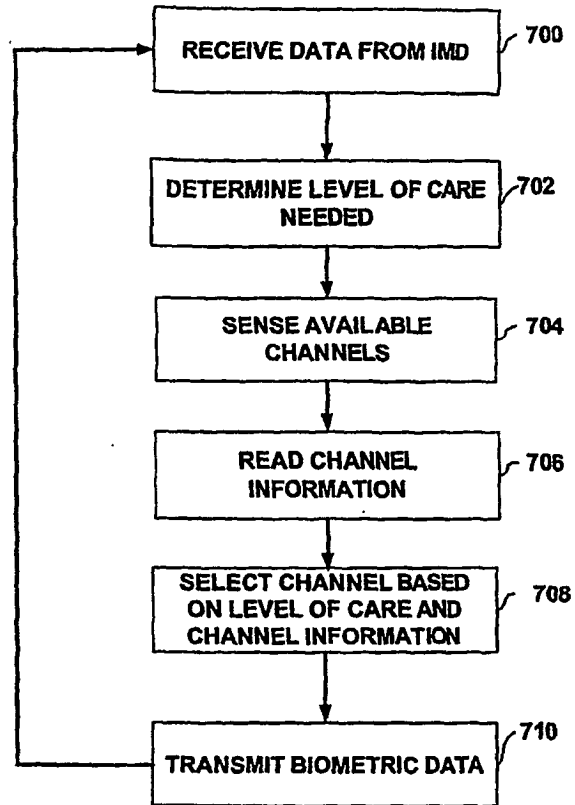 RECEIVE DATA FROM IMD
700
DETERMINE LEVEL OF CARE
NEEDED
702
SENSE AVAILABLE
CHANNELS
704
READ CHANNEL
INFORMATION
706
SELECT CHANNEL BASED
ON LEVEL OF CARE AND
CHANNEL INFORMATION
708
TRANSMIT BIOMETRIC DATA
710